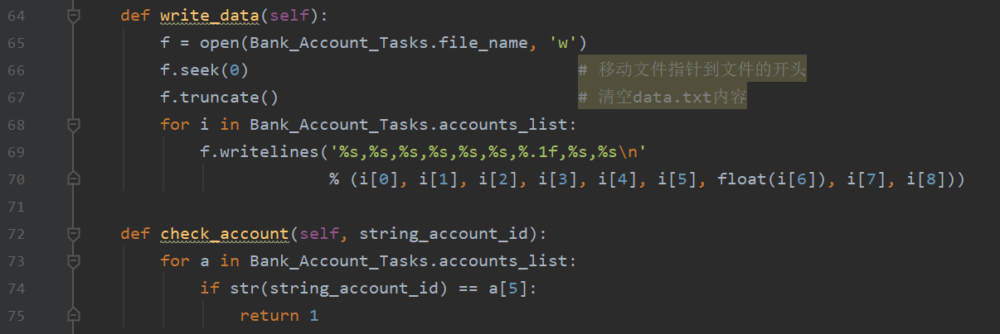 64 def write_data(self):
65 f = open(Bank_Account_Tasks.file_name, 'w')
66 f.seek(0) # 移动文件指针到文件的开头
67 f.truncate() # 清空data.txt内容
68 for i in Bank_Account_Tasks.accounts_list:
69 f.writelines('%s,%s,%s,%s,%s,%s,%.1f,%s,%s\n'
70 % (i[0], i[1], i[2], i[3], i[4], i[5], float(i[6]), i[7], i[8]))
71
72 def check_account(self, string_account_id):
73 for a in Bank_Account_Tasks.accounts_list:
74 if str(string_account_id) == a[5]:
75 return 1